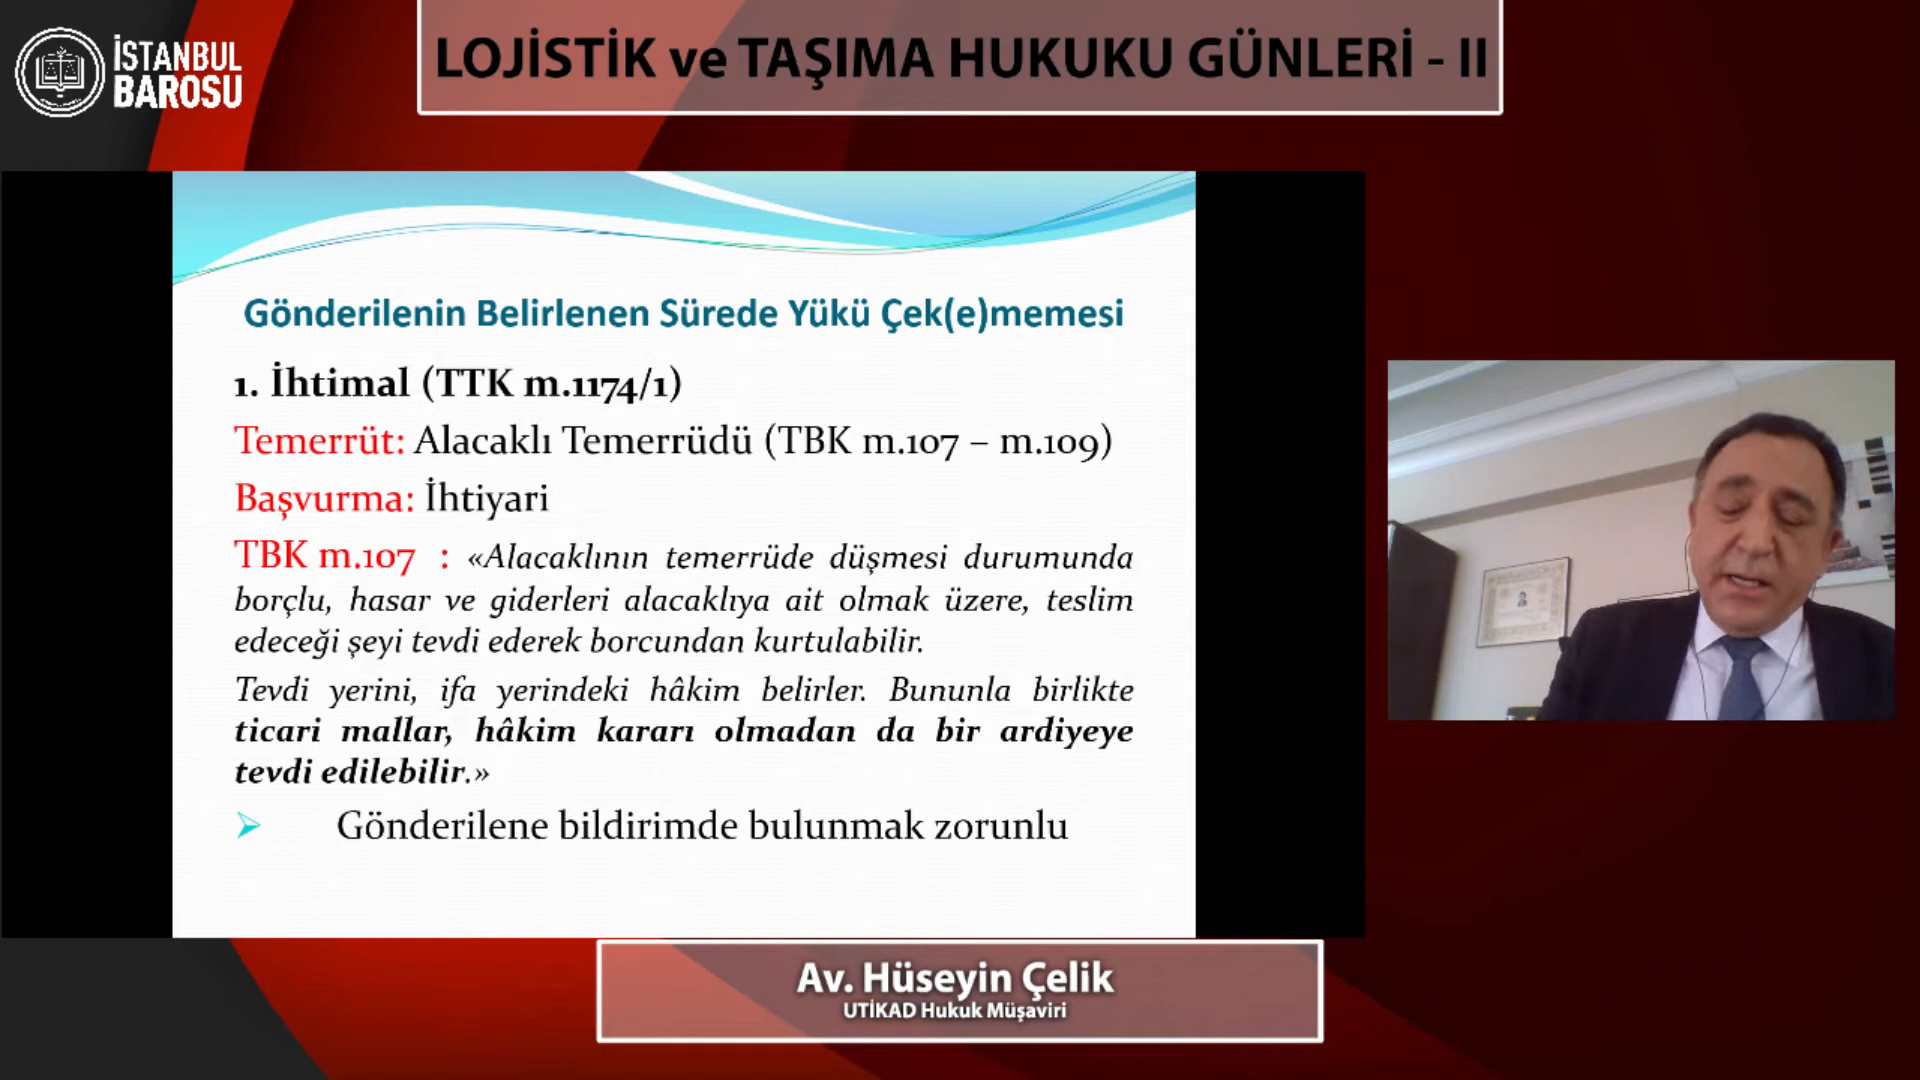 İSTANBUL
BAROSU
LOJİSTİK ve TAŞIMA HUKUKU GÜNLERİ - II
Gönderilenin Belirlenen Sürede Yükü Çek(e)memesi
1. İhtimal (TTK m.1174/1)
Temerrüt: Alacaklı Temerrüdü (TBK m.107 – m.109)
Başvurma: İhtiyari
TBK m.107 : «Alacaklının temerrüde düşmesi durumunda
borçlu, hasar ve giderleri alacaklıya ait olmak üzere, teslim
edeceği şeyi tevdi ederek borcundan kurtulabilir.
Tevdi yerini, ifa yerindeki hâkim belirler. Bununla birlikte
ticari mallar, hâkim kararı olmadan da bir ardiyeye
tevdi edilebilir.»
➢ Gönderilene bildirimde bulunmak zorunlu
Av. Hüseyin Çelik
UTİKAD Hukuk Müşaviri